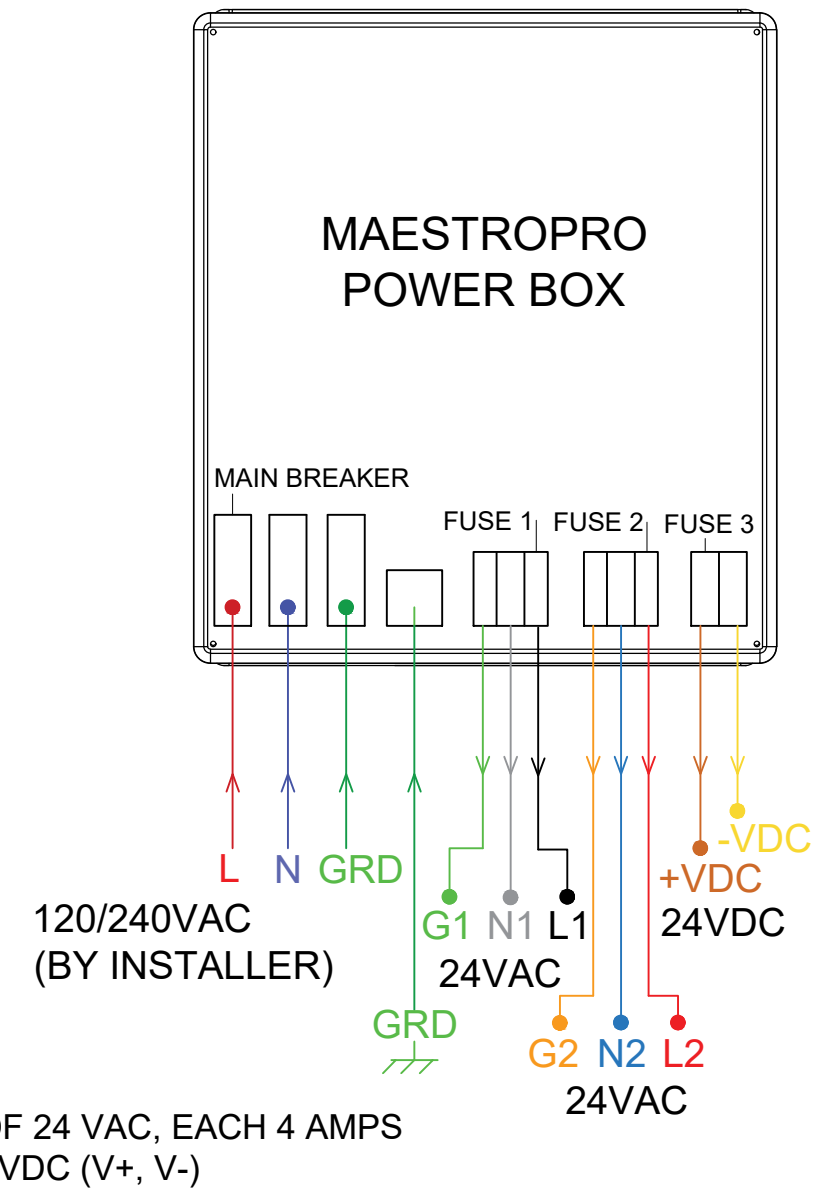 MAESTROPRO
POWER BOX
MAIN BREAKER
FUSE 1
FUSE 2
FUSE 3
L
N
GRD
120/240VAC
(BY INSTALLER)
GRD
G1
N1
L1
24VAC
G2
N2
L2
24VAC
-VDC
+VDC
24VDC
24 VAC, EACH 4 AMPS
VDC (V+, V-)